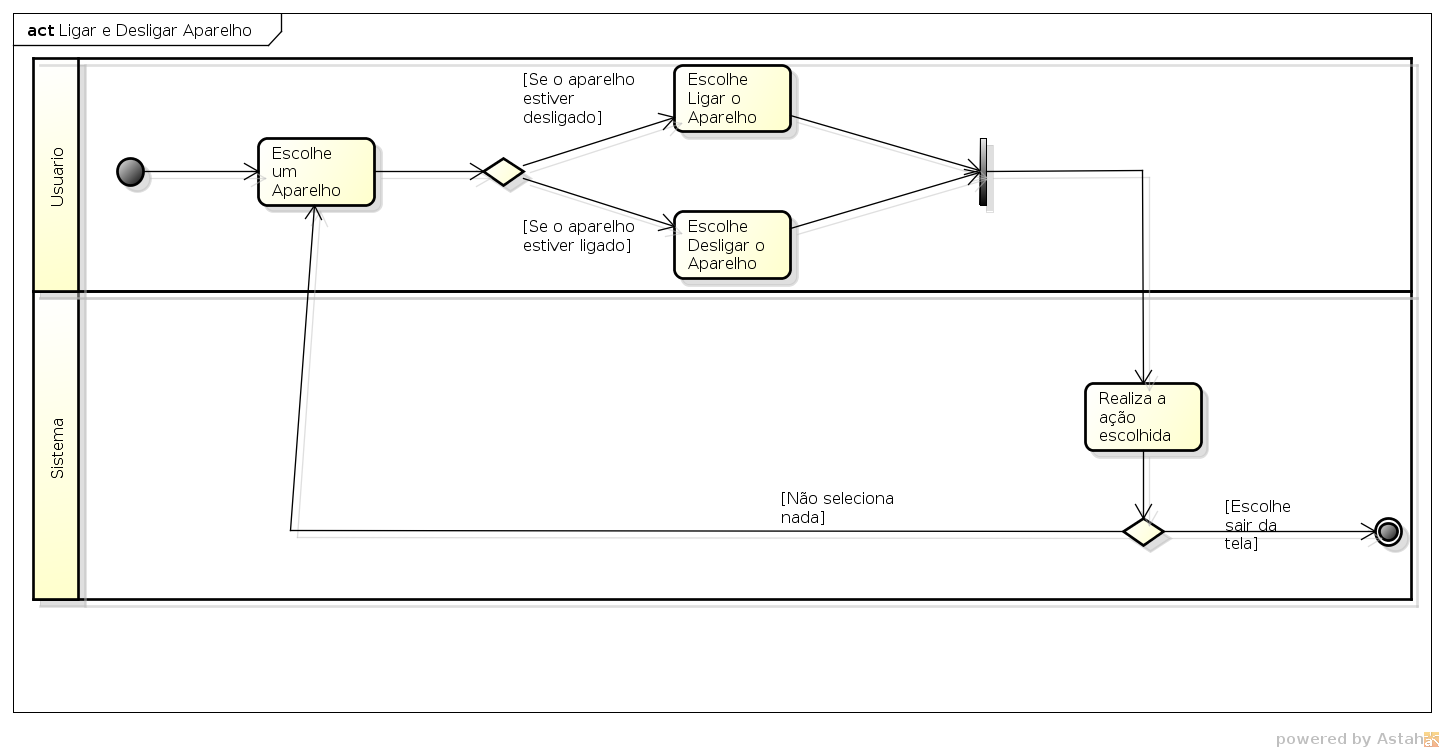 act Ligar e Desligar Aparelho
Usuario
[Se o aparelho
estiver
desligado]
Escolhe
Ligar o
Aparelho
Escolhe
um
Aparelho
[Se o aparelho
estiver ligado]
Escolhe
Desligar o
Aparelho
Sistema
Realiza a
ação
escolhida
[Não seleciona
nada]
[Escolhe
sair da
tela]
powered by Astah